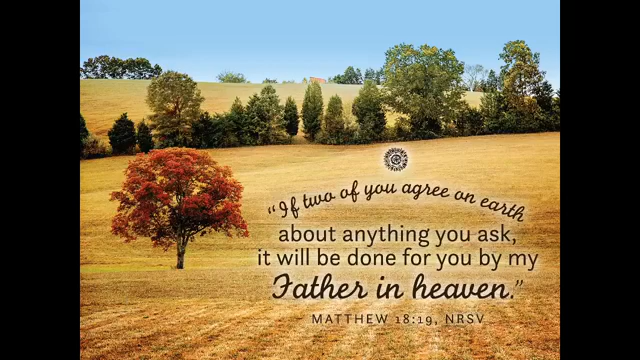 “If two of you agree on earth
about anything you ask,
it will be done for you by my
Father in heaven.”
MATTHEW 18:19, NRSV